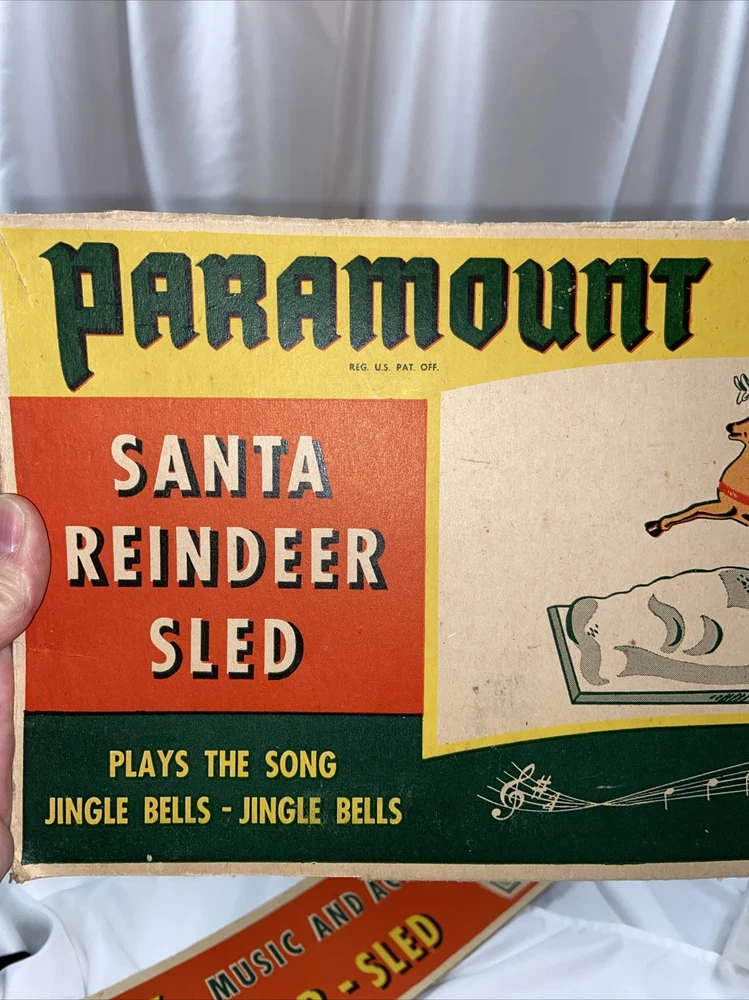 PARAMOUNT
REG. U.S. PAT. OFF.
SANTA
REINDEER
SLED
PLAYS THE SONG
JINGLE BELLS - JINGLE BELLS
MUSIC AND
- SLED